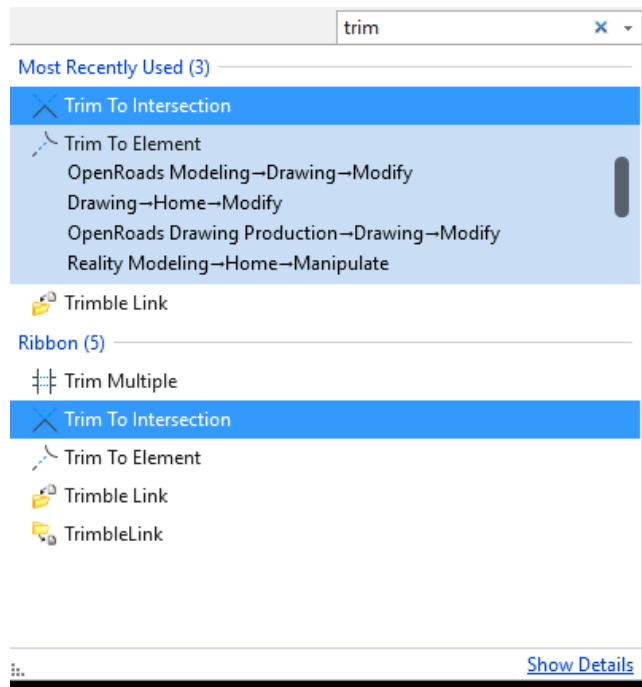 trim
Most Recently Used (3)
Trim To Intersection
Trim To Element
OpenRoads Modeling→Drawing→Modify
Drawing→Home→Modify
OpenRoads Drawing Production→Drawing→Modify
Reality Modeling→Home→Manipulate
Trimble Link
Ribbon (5)
Trim Multiple
Trim To Intersection
Trim To Element
Trimble Link
TrimbleLink
Show Details